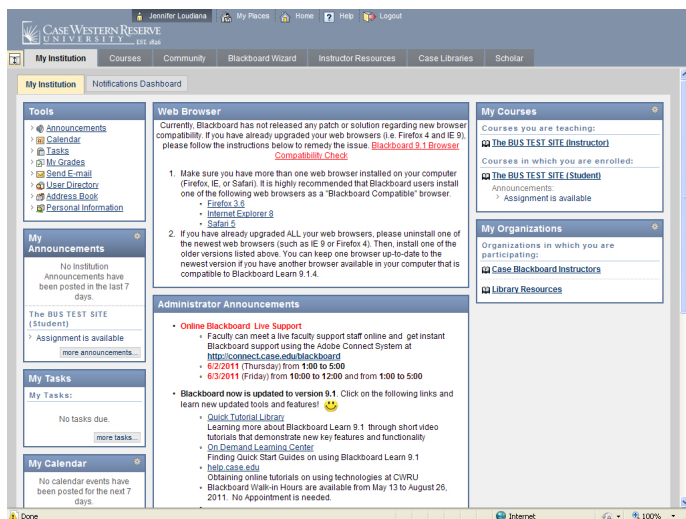 Jennifer Loudiana My Places Home Help Logout
CASE WESTERN RESERVE
UNIVERSITY EST. 1826
My Institution Courses Community Blackboard Wizard Instructor Resources Case Libraries Scholar
My Institution Notifications Dashboard
Tools
Announcements
Calendar
Tasks
My Grades
Send E-mail
User Directory
Address Book
Personal Information
My
Announcements
No Institution
Announcements have
been posted in the last 7
days.
The BUS TEST SITE
(Student)
Assignment is available
more announcements...
My Tasks
My Tasks:
No tasks due.
more tasks...
My Calendar
No calendar events have
been posted for the next 7
days.
Web Browser
Currently, Blackboard has not released any patch or solution regarding new browser
compatibility. If you have already upgraded your web browsers (i.e. Firefox 4 and IE 9),
please follow the instructions below to remedy the issue. Blackboard 9.1 Browser
Compatibility Check
1. Make sure you have more than one web browser installed on your computer
(Firefox, IE, or Safari). It is highly recommended that Blackboard users install
one of the following web browsers as a "Blackboard Compatible" browser.
• Firefox 3.6
• Internet Explorer 8
• Safari 5
2. If you have already upgraded ALL your web browsers, please uninstall one of
the newest web browsers (such as IE 9 or Firefox 4). Then, install one of the
older versions listed above. You can keep one browser up-to-date to the
newest version if you have another browser available in your computer that is
compatible to Blackboard Learn 9.1.4.
Administrator Announcements
• Online Blackboard Live Support
Faculty can meet a live faculty support staff online and get instant
Blackboard support using the Adobe Connect System at
http://connect.case.edu/blackboard
6/2/2011 (Thursday) from 1:00 to 5:00
6/3/2011 (Friday) from 10:00 to 12:00 and from 1:00 to 5:00
• Blackboard now is updated to version 9.1. Click on the following links and
learn new updated tools and features!
Quick Tutorial Library
Learning more about Blackboard Learn 9.1 through short video
tutorials that demonstrate new key features and functionality
On Demand Learning Center
Finding Quick Start Guides on using Blackboard Learn 9.1
help.case.edu
Obtaining online tutorials on using technologies at CWRU
Blackboard Walk-in Hours are available from May 13 to August 26,
2011. No Appointment is needed.
My Courses
Courses you are teaching:
The BUS TEST SITE (Instructor)
Courses in which you are enrolled:
The BUS TEST SITE (Student)
Announcements:
Assignment is available
My Organizations
Organizations in which you are
participating:
Case Blackboard Instructors
Library Resources
Done Internet 100%